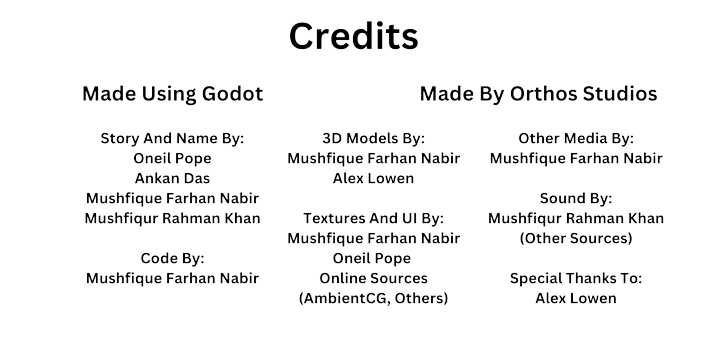 Credits
Made Using Godot
Made By Orthos Studios
Story And Name By:
Oneil Pope
Ankan Das
Mushfique Farhan Nabir
Mushfiqur Rahman Khan
Code By:
Mushfique Farhan Nabir
3D Models By:
Mushfique Farhan Nabir
Alex Lowen
Textures And UI By:
Mushfique Farhan Nabir
Oneil Pope
Online Sources
(AmbientCG, Others)
Other Media By:
Mushfique Farhan Nabir
Sound By:
Mushfiqur Rahman Khan
(Other Sources)
Special Thanks To:
Alex Lowen